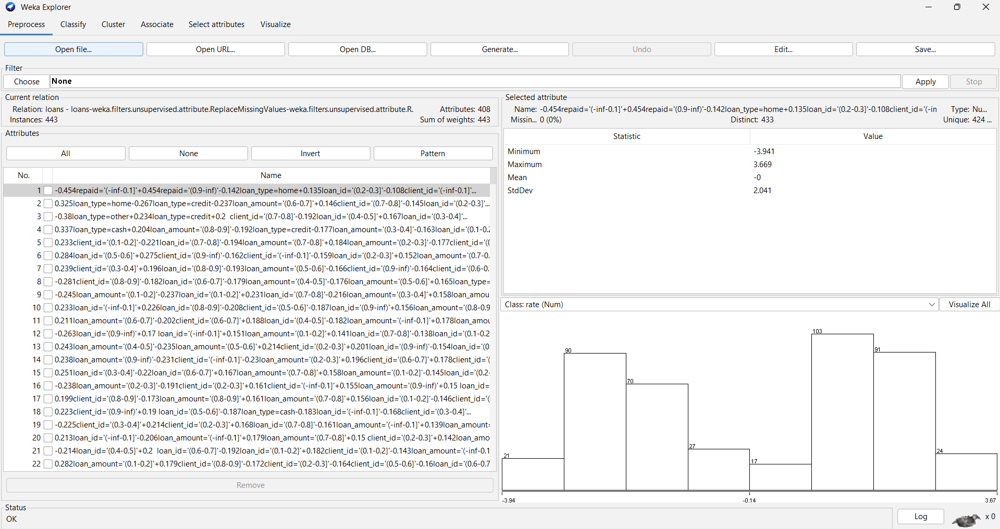 Weka Explorer
Preprocess Classify Cluster Associate Select attributes Visualize
Open file... Open URL... Open DB... Generate... Undo Edit... Save...
Filter
Choose None Apply Stop
Current relation
Relation: loans - loans-weka.filters.unsupervised.attribute.ReplaceMissingValues-weka.filters.unsupervised.attribute.R. Attributes: 408
Instances: 443 Sum of weights: 443
Attributes
All None Invert Pattern
No. Name
1 -0.454repaid='(-inf-0.1]'+0.454repaid='(0.9-inf)'-0.142loan_type=home+0.135loan_id='(0.2-0.3]'-0.108client_id='(-inf-0.1]'...
2 0.325loan_type=home-0.267loan_type=credit-0.237loan_amount='(0.6-0.7]'+0.146client_id='(0.7-0.8]'-0.145loan_id='(0.2-0.3]'...
3 -0.38loan_type=other+0.234loan_type=credit+0.2 client_id='(0.7-0.8]'-0.192loan_id='(0.4-0.5]'+0.167loan_id='(0.3-0.4]'...
4 0.337loan_type=cash+0.204loan_amount='(0.8-0.9]'-0.192loan_type=credit-0.177loan_amount='(0.3-0.4]'-0.163loan_id='(0.1-0.2
5 0.233client_id='(0.1-0.2]'-0.221loan_id='(0.7-0.8]'-0.194loan_amount='(0.7-0.8]'+0.184loan_amount='(0.2-0.3]'-0.177client_id='(0
6 0.284loan_id='(0.5-0.6]'+0.275client_id='(0.9-inf)'-0.162client_id='(-inf-0.1]'-0.159loan_id='(0.2-0.3]'+0.152loan_amount='(0.7-0.
7 0.239client_id='(0.3-0.4]'+0.196loan_id='(0.8-0.9]'-0.193loan_amount='(0.5-0.6]'-0.166client_id='(0.9-inf)'-0.164client_id='(0.6-0.
8 -0.281client_id='(0.8-0.9]'-0.182loan_id='(0.6-0.7]'-0.179loan_amount='(0.4-0.5]'-0.176loan_amount='(0.5-0.6]'+0.165loan_type=
9 -0.245loan_amount='(0.1-0.2]'-0.237loan_id='(0.1-0.2]'+0.231loan_id='(0.7-0.8]'-0.216loan_amount='(0.3-0.4]'+0.158loan_amou
10 0.233loan_id='(-inf-0.1]'+0.226loan_id='(0.8-0.9]'-0.208client_id='(0.5-0.6]'-0.187loan_id='(0.9-inf)'+0.156loan_amount='(0.8-0.9
11 0.211loan_amount='(0.6-0.7]'-0.202client_id='(0.6-0.7]'+0.188loan_id='(0.4-0.5]'-0.182loan_amount='(-inf-0.1]'+0.178loan_amou
12 -0.263loan_id='(0.9-inf)'+0.17 loan_id='(-inf-0.1]'+0.151loan_amount='(0.1-0.2]'+0.141loan_id='(0.7-0.8]'-0.138loan_id='(0.1-0.2
13 0.243loan_amount='(0.4-0.5]'-0.235loan_amount='(0.5-0.6]'+0.214client_id='(0.2-0.3]'+0.201loan_id='(0.9-inf)'-0.154loan_id='(0
14 0.238loan_amount='(0.9-inf)'-0.231client_id='(-inf-0.1]'-0.23loan_amount='(0.2-0.3]'+0.196client_id='(0.6-0.7]'+0.178client_id='(
15 0.251loan_id='(0.3-0.4]'-0.22loan_id='(0.6-0.7]'+0.167loan_amount='(0.7-0.8]'+0.158loan_amount='(0.1-0.2]'-0.145loan_id='(0.2-
16 -0.238loan_amount='(0.2-0.3]'-0.191client_id='(0.2-0.3]'+0.161client_id='(-inf-0.1]'+0.155loan_amount='(0.9-inf)'+0.15 loan_id=
17 0.199client_id='(0.8-0.9]'-0.173loan_amount='(0.8-0.9]'+0.161loan_amount='(0.7-0.8]'+0.156loan_id='(0.1-0.2]'-0.146client_id='(
18 0.223client_id='(0.9-inf)'+0.19 loan_id='(0.5-0.6]'-0.187loan_type=cash-0.183loan_id='(-inf-0.1]'-0.168client_id='(0.3-0.4]'...
19 -0.225client_id='(0.3-0.4]'+0.214client_id='(0.2-0.3]'+0.168loan_id='(0.7-0.8]'-0.161loan_amount='(-inf-0.1]'+0.139loan_amount:
20 0.213loan_id='(-inf-0.1]'-0.206loan_amount='(-inf-0.1]'+0.179loan_amount='(0.7-0.8]'+0.15 client_id='(0.2-0.3]'+0.142loan_amo
21 -0.214loan_id='(0.4-0.5]'+0.2 loan_id='(0.6-0.7]'-0.192loan_id='(0.1-0.2]'+0.182client_id='(0.1-0.2]'-0.143loan_amount='(-inf-0.1
22 0.282loan_amount='(0.1-0.2]'+0.179client_id='(0.8-0.9]'-0.172client_id='(0.2-0.3]'-0.164client_id='(0.5-0.6]'-0.16loan_id='(0.6-0.7
Remove
Selected attribute
Name: -0.454repaid='(-inf-0.1]'+0.454repaid='(0.9-inf)'-0.142loan_type=home+0.135loan_id='(0.2-0.3]'-0.108client_id='(-in Type: Nu...
Missin... 0 (0%) Distinct: 433 Unique: 424 ...
Statistic Value
Minimum -3.941
Maximum 3.669
Mean -0
StdDev 2.041
Class: rate (Num) Visualize All
21 90 70 27 17 103 91 24
-3.94 -0.14 3.67
Status
OK
Log x 0